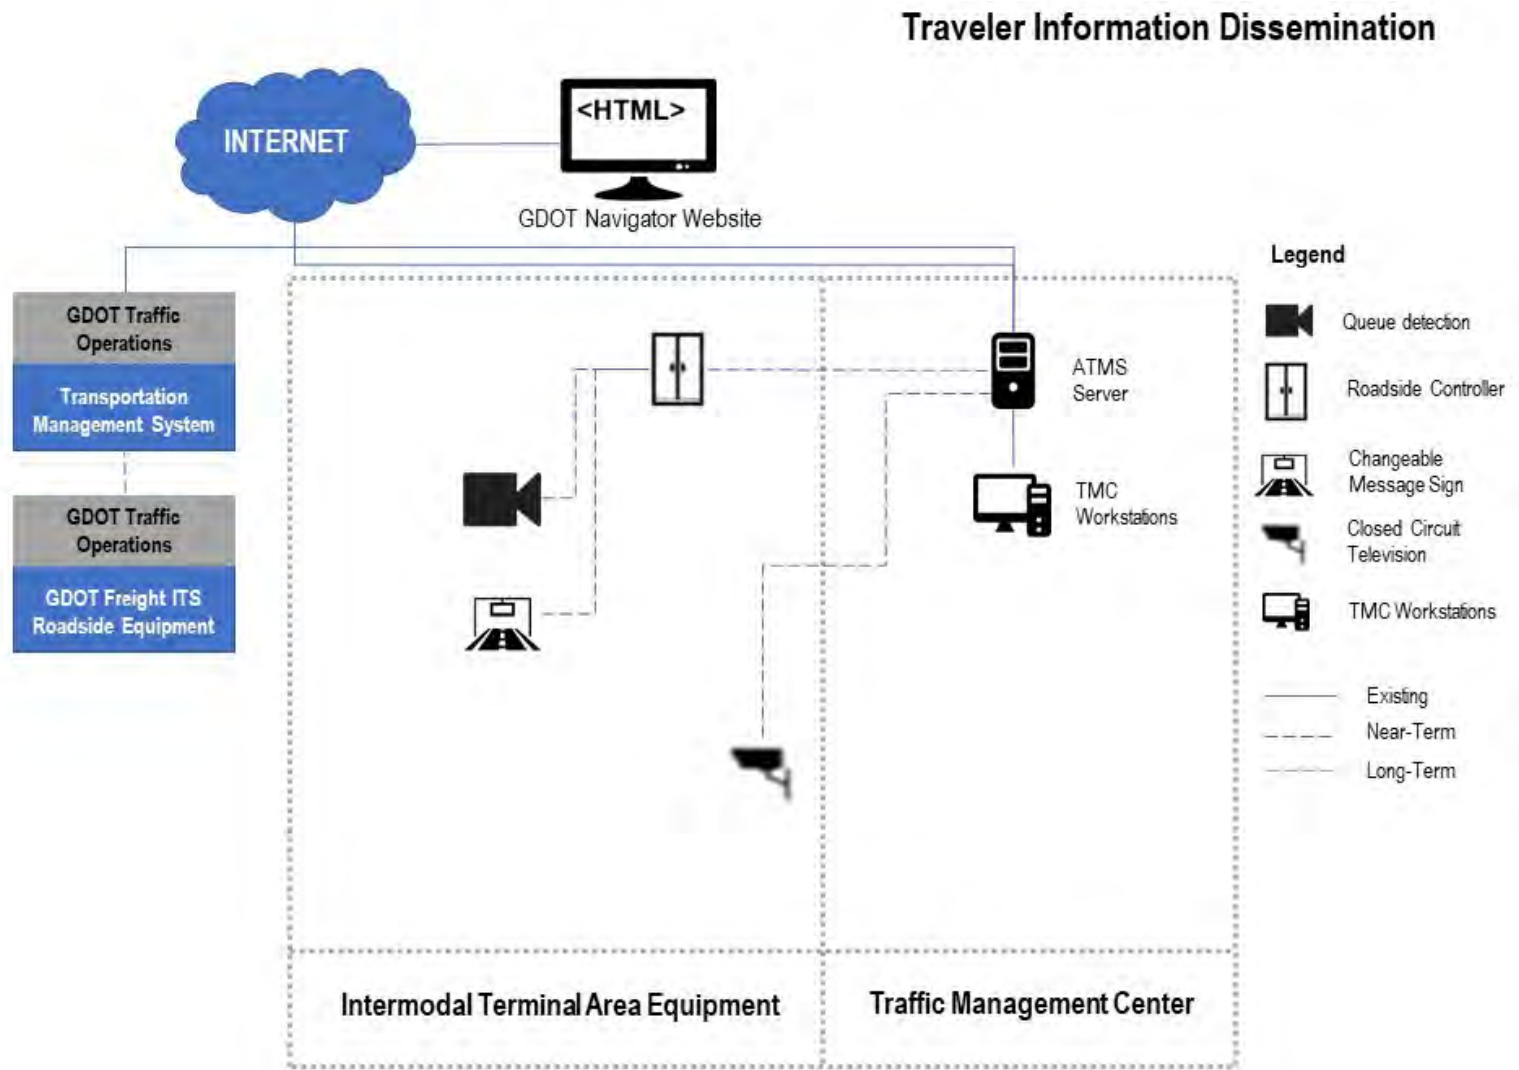 Traveler Information Dissemination
INTERNET
<HTML>
GDOT Navigator Website
GDOT Traffic
Operations
Transportation
Management System
GDOT Traffic
Operations
GDOT Freight ITS
Roadside Equipment
ATMS
Server
TMC
Workstations
Intermodal Terminal Area Equipment
Traffic Management Center
Legend
Queue detection
Roadside Controller
Changeable
Message Sign
Closed Circuit
Television
TMC Workstations
Existing
Near-Term
Long-Term